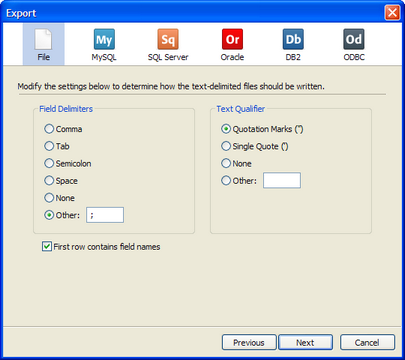 Export
My Sq Or Db Od
File MySQL SQL Server Oracle DB2 ODBC
Modify the settings below to determine how the text-delimited files should be written.
Field Delimiters
Comma
Tab
Semicolon
Space
None
Other: ;
Text Qualifier
Quotation Marks (")
Single Quote (')
None
Other:
First row contains field names
Previous Next Cancel